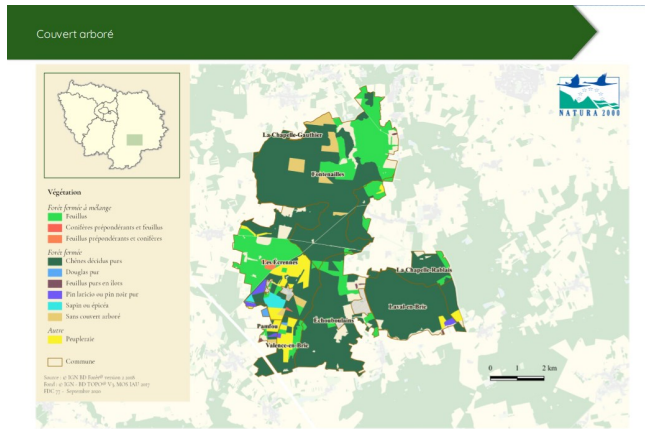 Couvert arboré
NATURA 2000
La Chapelle-Gauthier
Fontenailles
Les Écrennes
La Chapelle-Rablais
Laval-en-Brie
Échouboulains
Pamfou
Valence-en-Brie
Végétation
Forêt fermée à mélange
Feuillus
Conifères prépondérants et feuillus
Feuillus prépondérants et conifères
Forêt fermée
Chênes décidus purs
Douglas pur
Feuillus purs en îlots
Pin laricio ou pin noir pur
Sapin ou épicéa
Sans couvert arboré
Autre
Peupleraie
Commune
0 1 2 km